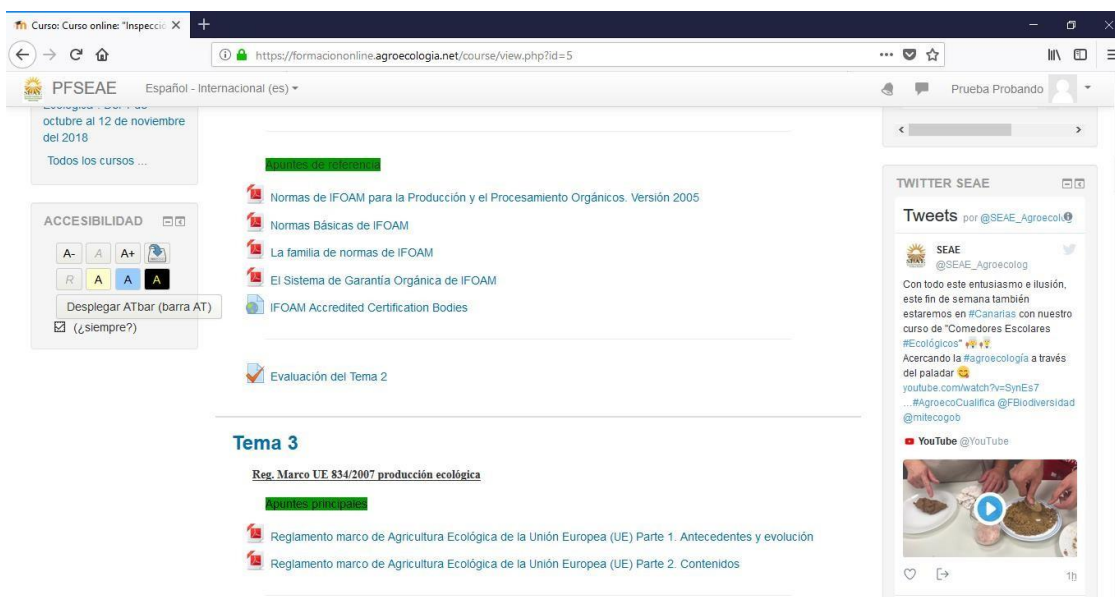 Curso: Curso online: "Inspecció
https://formaciononline.agroecologia.net/course/view.php?id=5
PFSEAE
Español - Internacional (es)
Prueba Probando
octubre al 12 de noviembre
del 2018
Todos los cursos ...
ACCESIBILIDAD
A-
A
A+
R
A
A
A
Desplegar ATbar (barra AT)
(¿siempre?)
Apuntes de referencia
Normas de IFOAM para la Producción y el Procesamiento Orgánicos. Versión 2005
Normas Básicas de IFOAM
La familia de normas de IFOAM
El Sistema de Garantía Orgánica de IFOAM
IFOAM Accredited Certification Bodies
Evaluación del Tema 2
Tema 3
Reg. Marco UE 834/2007 producción ecológica
Apuntes principales
Reglamento marco de Agricultura Ecológica de la Unión Europea (UE) Parte 1. Antecedentes y evolución
Reglamento marco de Agricultura Ecológica de la Unión Europea (UE) Parte 2. Contenidos
TWITTER SEAE
Tweets por @SEAE_Agroecol
SEAE
@SEAE_Agroecolog
Con todo este entusiasmo e ilusión,
este fin de semana también
estaremos en #Canarias con nuestro
curso de "Comedores Escolares
#Ecológicos"
Acercando la #agroecología a través
del paladar
youtube.com/watch?v=SynEs7
…#AgroecoCualifica @FBiodiversidad
@mitecogob
YouTube @YouTube
1h